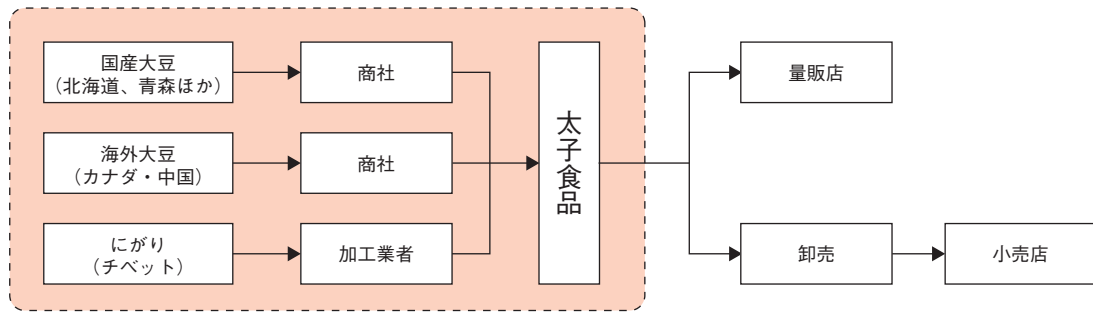 国産大豆
（北海道、青森ほか）
商社
海外大豆
（カナダ・中国）
商社
にがり
（チベット）
加工業者
太子食品
量販店
卸売
小売店